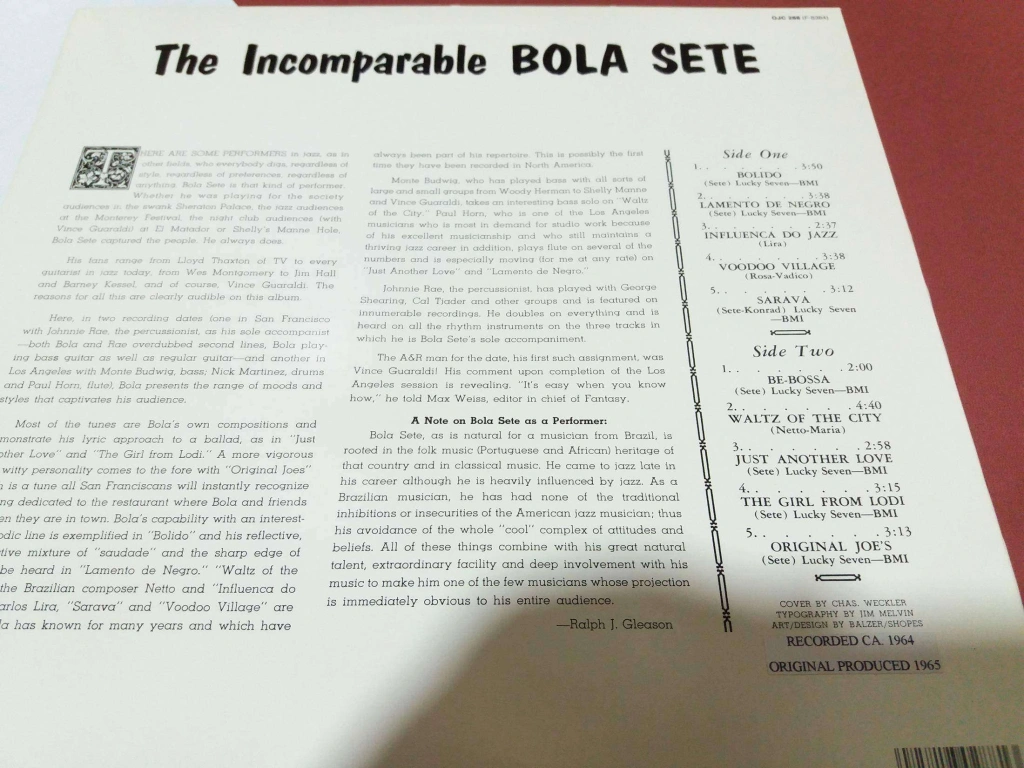 OJC 288
The Incomparable BOLA SETE
THERE ARE SOME PERFORMERS in jazz, as in
other fields, who everybody digs, regardless of
style, regardless of preferences, regardless of
anything. Bola Sete is that kind of performer.
Whether he was playing for the society
audiences in the swank Sheraton Palace, the jazz audiences
at the Monterey Festival, the night club audiences (with
Vince Guaraldi) at El Matador or Shelly's Manne Hole,
Bola Sete captured the people. He always does.
His fans range from Lloyd Thaxton of TV to every
guitarist in jazz today, from Wes Montgomery to Jim Hall
and Barney Kessel, and of course, Vince Guaraldi. The
reasons for all this are clearly audible on this album.
Here, in two recording dates (one in San Francisco
with Johnnie Rae, the percussionist, as his sole accompanist
—both Bola and Rae overdubbed second lines, Bola play-
ing bass guitar as well as regular guitar—and another in
Los Angeles with Monte Budwig, bass; Nick Martinez, drums
and Paul Horn, flute), Bola presents the range of moods and
styles that captivates his audience.
Most of the tunes are Bola's own compositions and
monstrate his lyric approach to a ballad, as in "Just
other Love" and "The Girl from Lodi." A more vigorous
witty personality comes to the fore with "Original Joes"
h is a tune all San Franciscans will instantly recognize
ng dedicated to the restaurant where Bola and friends
en they are in town. Bola's capability with an interest-
odic line is exemplified in "Bolido" and his reflective,
tive mixture of "saudade" and the sharp edge of
be heard in "Lamento de Negro." "Waltz of the
the Brazilian composer Netto and "Influenca do
arlos Lira, "Sarava" and "Voodoo Village" are
la has known for many years and which have
always been part of his repertoire. This is possibly the first
time they have been recorded in North America.
Monte Budwig, who has played bass with all sorts of
large and small groups from Woody Herman to Shelly Manne
and Vince Guaraldi, takes an interesting bass solo on "Waltz
of the City." Paul Horn, who is one of the Los Angeles
musicians who is most in demand for studio work because
of his excellent musicianship and who still maintains a
thriving jazz career in addition, plays flute on several of the
numbers and is especially moving (for me at any rate) on
"Just Another Love" and "Lamento de Negro."
Johnnie Rae, the percussionist, has played with George
Shearing, Cal Tjader and other groups and is featured on
innumerable recordings. He doubles on everything and is
heard on all the rhythm instruments on the three tracks in
which he is Bola Sete's sole accompaniment.
The A&R man for the date, his first such assignment, was
Vince Guaraldi! His comment upon completion of the Los
Angeles session is revealing. "It's easy when you know
how," he told Max Weiss, editor in chief of Fantasy.
A Note on Bola Sete as a Performer:
Bola Sete, as is natural for a musician from Brazil, is
rooted in the folk music (Portuguese and African) heritage of
that country and in classical music. He came to jazz late in
his career although he is heavily influenced by jazz. As a
Brazilian musician, he has had none of the traditional
inhibitions or insecurities of the American jazz musician; thus
his avoidance of the whole "cool" complex of attitudes and
beliefs. All of these things combine with his great natural
talent, extraordinary facility and deep involvement with his
music to make him one of the few musicians whose projection
is immediately obvious to his entire audience.
—Ralph J. Gleason
Side One
1. . . . . . 3:50
BOLIDO
(Sete) Lucky Seven—BMI
2. . . . . . 3:38
LAMENTO DE NEGRO
(Sete) Lucky Seven—BMI
3. . . . . . 2:37
INFLUENCA DO JAZZ
(Lira)
4. . . . . . 3:38
VOODOO VILLAGE
(Rosa-Vadico)
5. . . . . . 3:12
SARAVA
(Sete-Konrad) Lucky Seven
—BMI
Side Two
1. . . . . . 2:00
BE-BOSSA
(Sete) Lucky Seven—BMI
2. . . . . . 4:40
WALTZ OF THE CITY
(Netto-Maria)
3. . . . . . 2:58
JUST ANOTHER LOVE
(Sete) Lucky Seven—BMI
4. . . . . . 3:15
THE GIRL FROM LODI
(Sete) Lucky Seven—BMI
5. . . . . . 3:13
ORIGINAL JOE'S
(Sete) Lucky Seven—BMI
COVER BY CHAS. WECKLER
TYPOGRAPHY BY JIM MELVIN
ART/DESIGN BY BALZER/SHOPES
RECORDED CA. 1964
ORIGINAL PRODUCED 1965